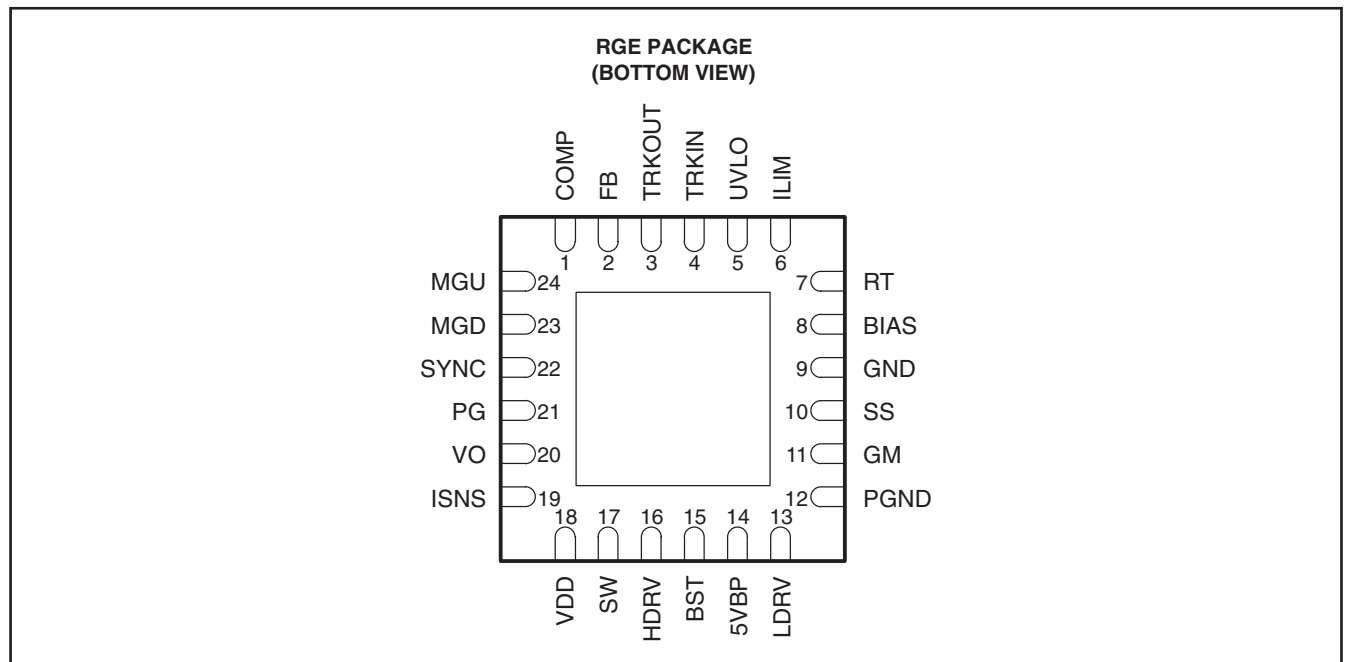 RGE PACKAGE
(BOTTOM VIEW)
COMP
FB
TRKOUT
TRKIN
UVLO
ILIM
1 2 3 4 5 6
MGU 24 7 RT
MGD 23 8 BIAS
SYNC 22 9 GND
PG 21 10 SS
VO 20 11 GM
ISNS 19 12 PGND
18 17 16 15 14 13
VDD
SW
HDRV
BST
5VBP
LDRV